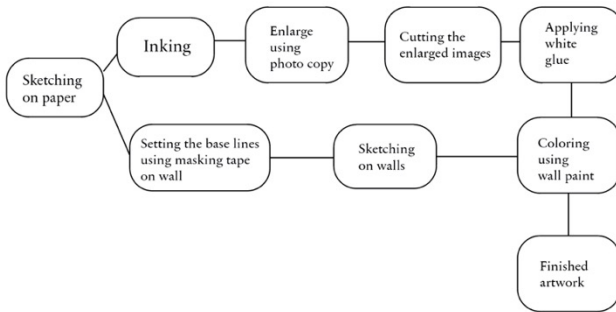 Sketching
on paper
Inking
Enlarge
using
photo copy
Cutting the
enlarged images
Applying
white
glue
Setting the base lines
using masking tape
on wall
Sketching
on walls
Coloring
using
wall paint
Finished
artwork